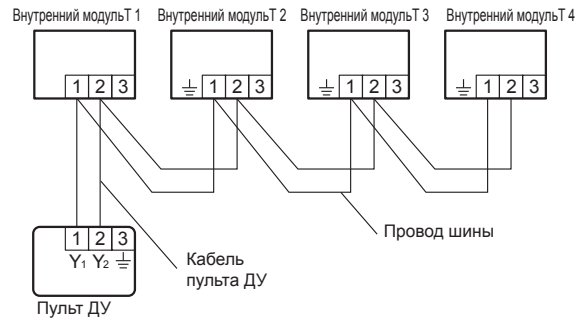 Внутренний модульТ 1 Внутренний модульТ 2 Внутренний модульТ 3 Внутренний модульТ 4
1 2 3 1 2 3 1 2 3 1 2 3
Провод шины
1 2 3
Y1 Y2
Кабель
пульта ДУ
Пульт ДУ